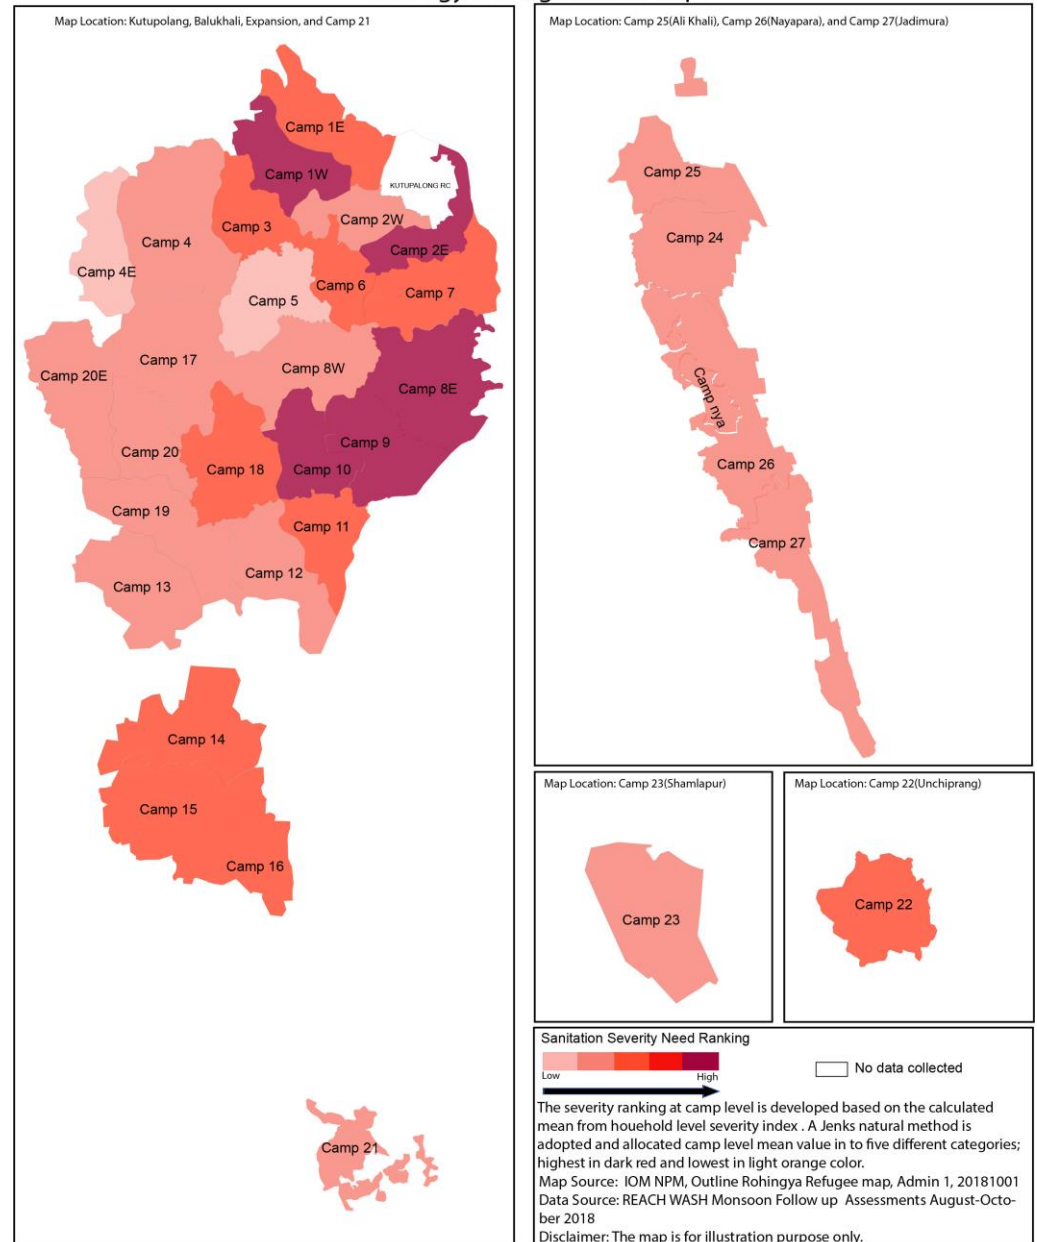 Map Location: Kutupolang, Balukhali, Expansion, and Camp 21
Camp 1E
Camp 1W
KUTUPALONG RC
Camp 2W
Camp 3
Camp 4
Camp 2E
Camp 4E
Camp 6
Camp 7
Camp 5
Camp 17
Camp 8W
Camp 20E
Camp 8E
Camp 9
Camp 20
Camp 18
Camp 10
Camp 19
Camp 11
Camp 12
Camp 13
Camp 14
Camp 15
Camp 16
Camp 21
Map Location: Camp 25(Ali Khali), Camp 26(Nayapara), and Camp 27(Jadimura)
Camp 25
Camp 24
Camp nya
Camp 26
Camp 27
Map Location: Camp 23(Shamlapur)
Camp 23
Map Location: Camp 22(Unchiprang)
Camp 22
Sanitation Severity Need Ranking
Low
High
No data collected
The severity ranking at camp level is developed based on the calculated
mean from houehold level severity index . A Jenks natural method is
adopted and allocated camp level mean value in to five different categories;
highest in dark red and lowest in light orange color.
Map Source: IOM NPM, Outline Rohingya Refugee map, Admin 1, 20181001
Data Source: REACH WASH Monsoon Follow up Assessments August-Octo-
ber 2018
Disclaimer: The map is for illustration purpose only.